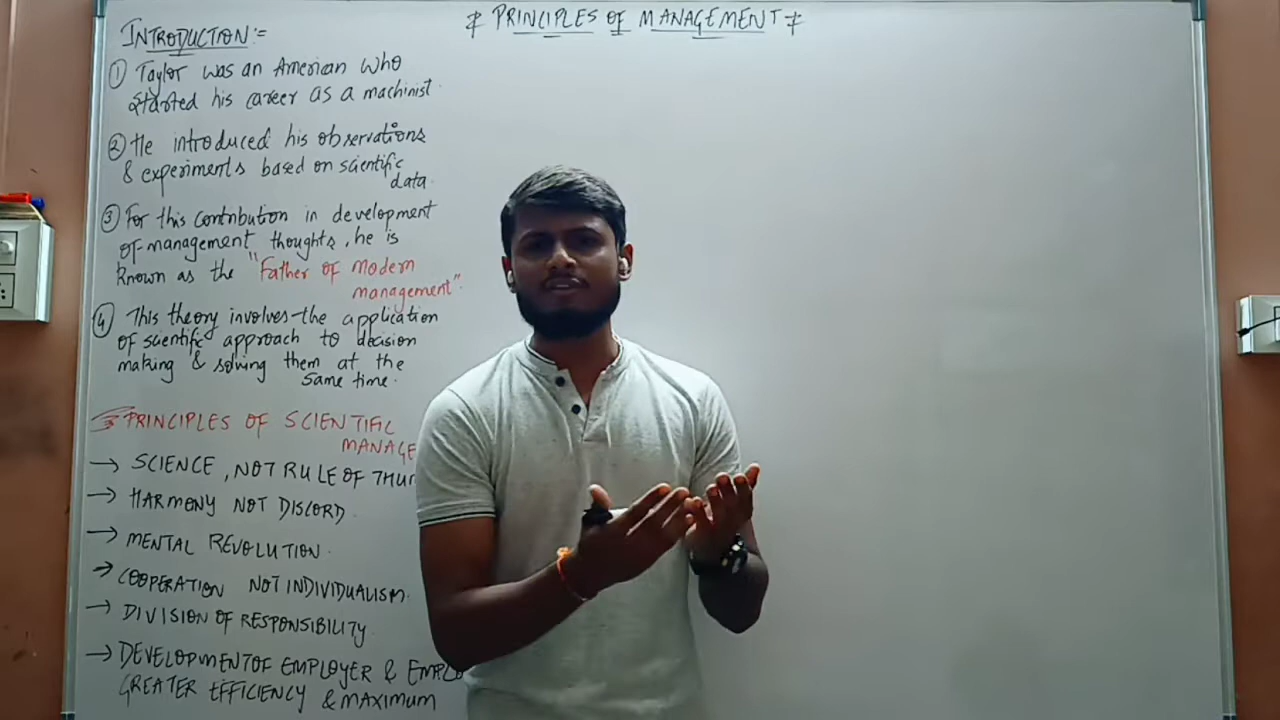 PRINCIPLES OF MANAGEMENT
INTRODUCTION:=
① Taylor was an American who
started his career as a machinist.
② He introduced his observations
& experiments based on scientific
data.
③ For this contribution in development
of management thoughts, he is
known as the "Father of modern
management".
④ This theory involves the application
of scientific approach to decision
making & solving them at the
same time.
PRINCIPLES OF SCIENTIFIC
MANAGE
→ SCIENCE, NOT RULE OF THU
→ HARMONY NOT DISCORD.
→ MENTAL REVOLUTION.
→ COOPERATION NOT INDIVIDUALISM.
→ DIVISION OF RESPONSIBILITY.
→ DEVELOPMENT OF EMPLOYER & EMPLO
GREATER EFFICIENCY & MAXIMUM